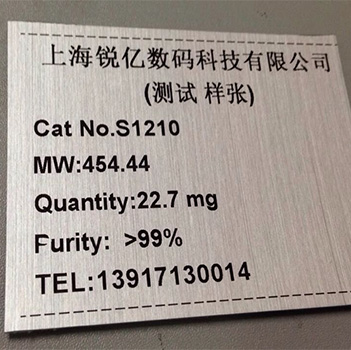 上海锐亿数码科技有限公司
(测试 样张)
Cat No.S1210
MW:454.44
Quantity:22.7 mg
Furity: >99%
TEL:13917130014